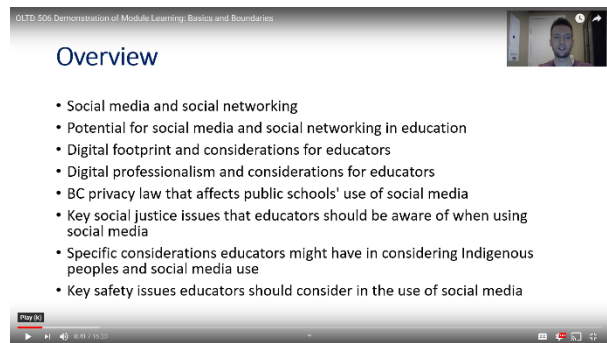 OLTD 506 Demonstration of Module Learning: Basics and Boundaries
Overview
• Social media and social networking
• Potential for social media and social networking in education
• Digital footprint and considerations for educators
• Digital professionalism and considerations for educators
• BC privacy law that affects public schools' use of social media
• Key social justice issues that educators should be aware of when using
social media
• Specific considerations educators might have in considering Indigenous
peoples and social media use
• Key safety issues educators should consider in the use of social media
Play (k)